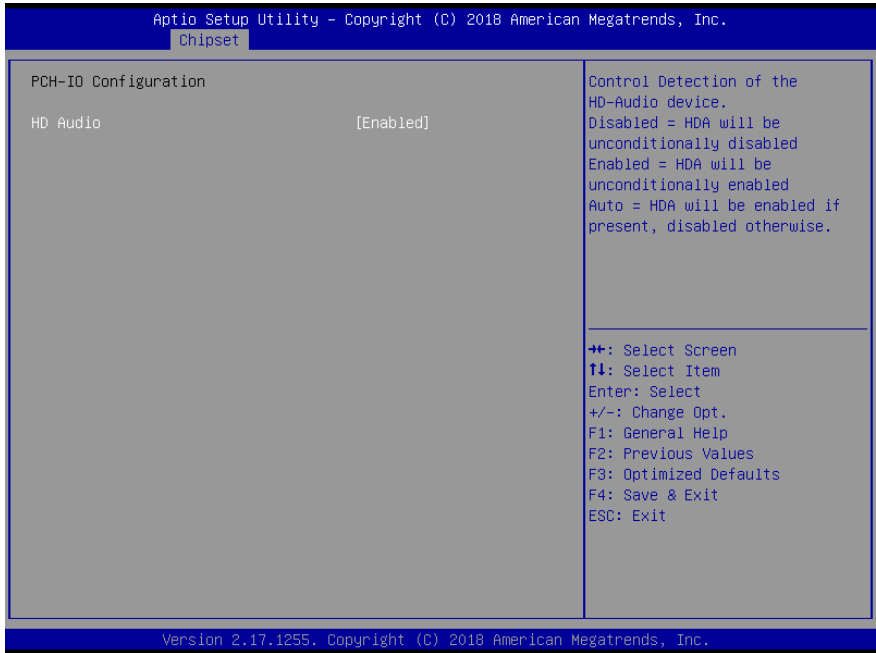 Aptio Setup Utility – Copyright (C) 2018 American Megatrends, Inc.
Chipset
PCH-IO Configuration
HD Audio [Enabled]
Control Detection of the
HD-Audio device.
Disabled = HDA will be
unconditionally disabled
Enabled = HDA will be
unconditionally enabled
Auto = HDA will be enabled if
present, disabled otherwise.
→←: Select Screen
↑↓: Select Item
Enter: Select
+/-: Change Opt.
F1: General Help
F2: Previous Values
F3: Optimized Defaults
F4: Save & Exit
ESC: Exit
Version 2.17.1255. Copyright (C) 2018 American Megatrends, Inc.